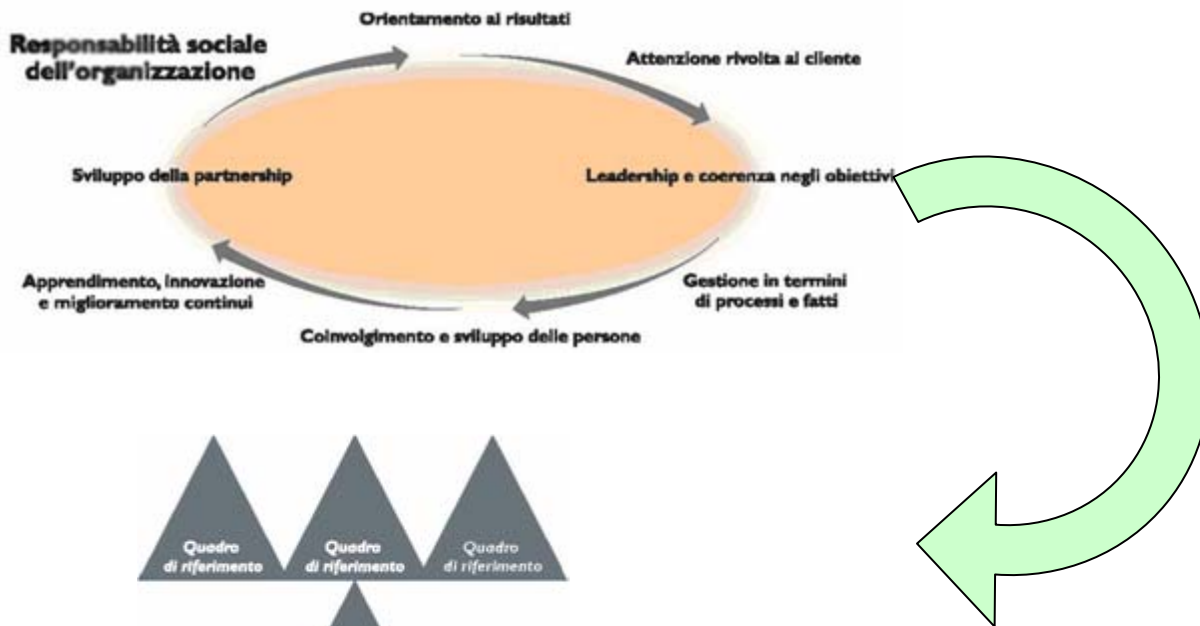 Orientamento ai risultati
Responsabilità sociale
dell'organizzazione
Attenzione rivolta al cliente
Sviluppo della partnership
Leadership e coerenza negli obiettivi
Apprendimento, innovazione
e miglioramento continui
Gestione in termini
di processi e fatti
Coinvolgimento e sviluppo delle persone
Quadro
di riferimento
Quadro
di riferimento
Quadro
di riferimento